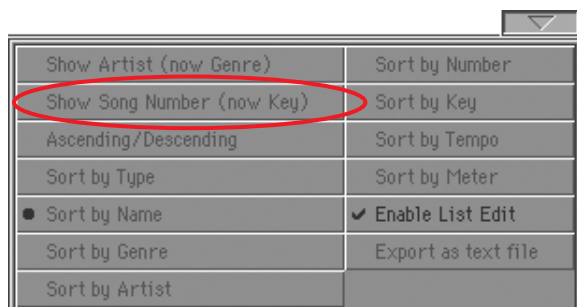 Show Artist (now Genre)
Show Song Number (now Key)
Ascending/Descending
Sort by Type
Sort by Name
Sort by Genre
Sort by Artist
Sort by Number
Sort by Key
Sort by Tempo
Sort by Meter
Enable List Edit
Export as text file